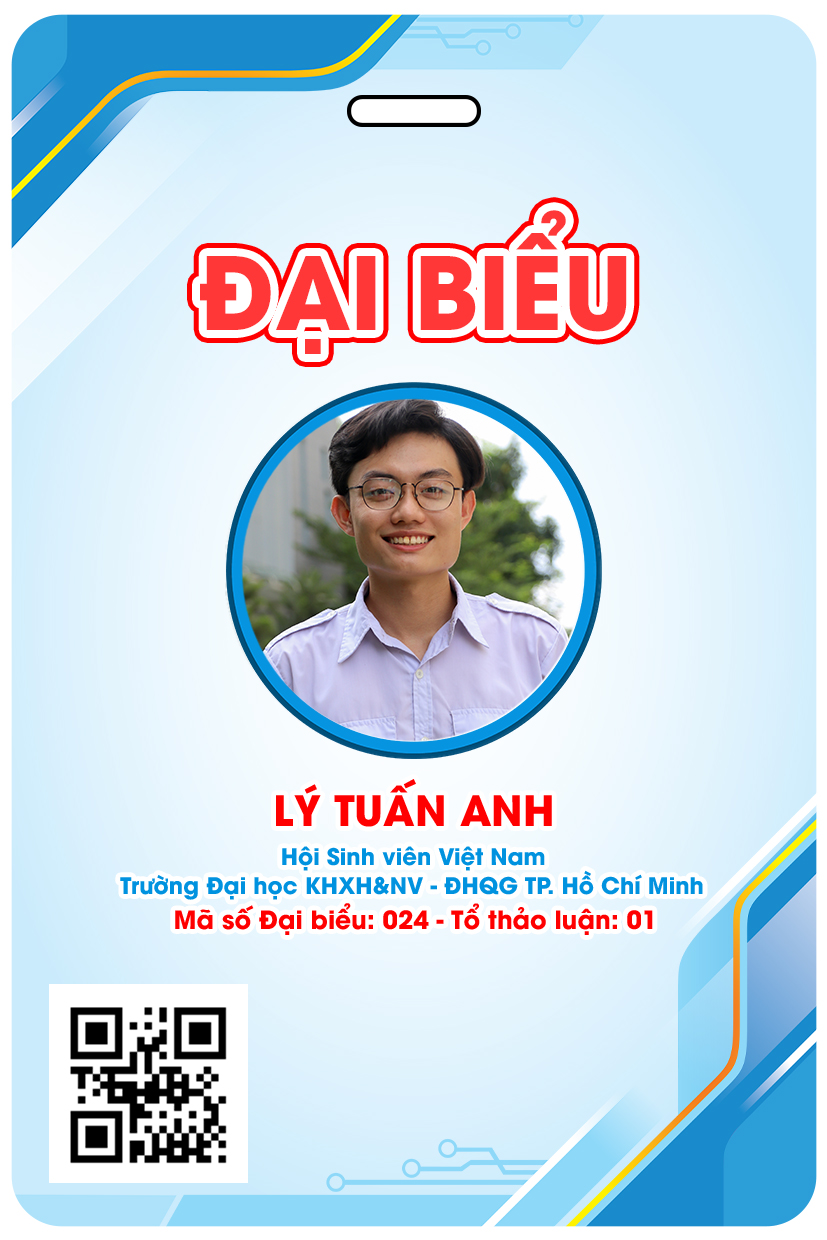 ĐẠI BIỂU
LÝ TUẤN ANH
Hội Sinh viên Việt Nam
Trường Đại học KHXH&NV - ĐHQG TP. Hồ Chí Minh
Mã số Đại biểu: 024 - Tổ thảo luận: 01